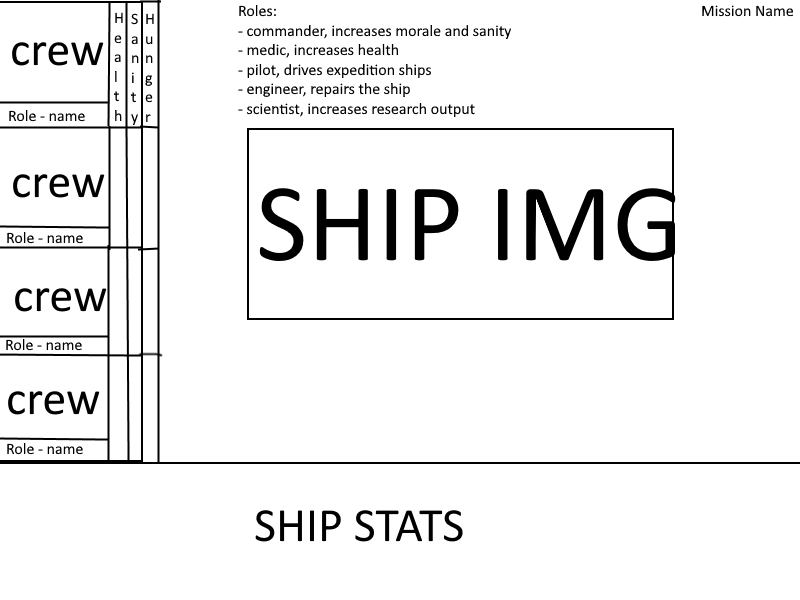 crew
Role - name
Health
Sanity
Hunger
crew
Role - name
crew
Role - name
crew
Role - name
Roles:
- commander, increases morale and sanity
- medic, increases health
- pilot, drives expedition ships
- engineer, repairs the ship
- scientist, increases research output
Mission Name
SHIP IMG
SHIP STATS